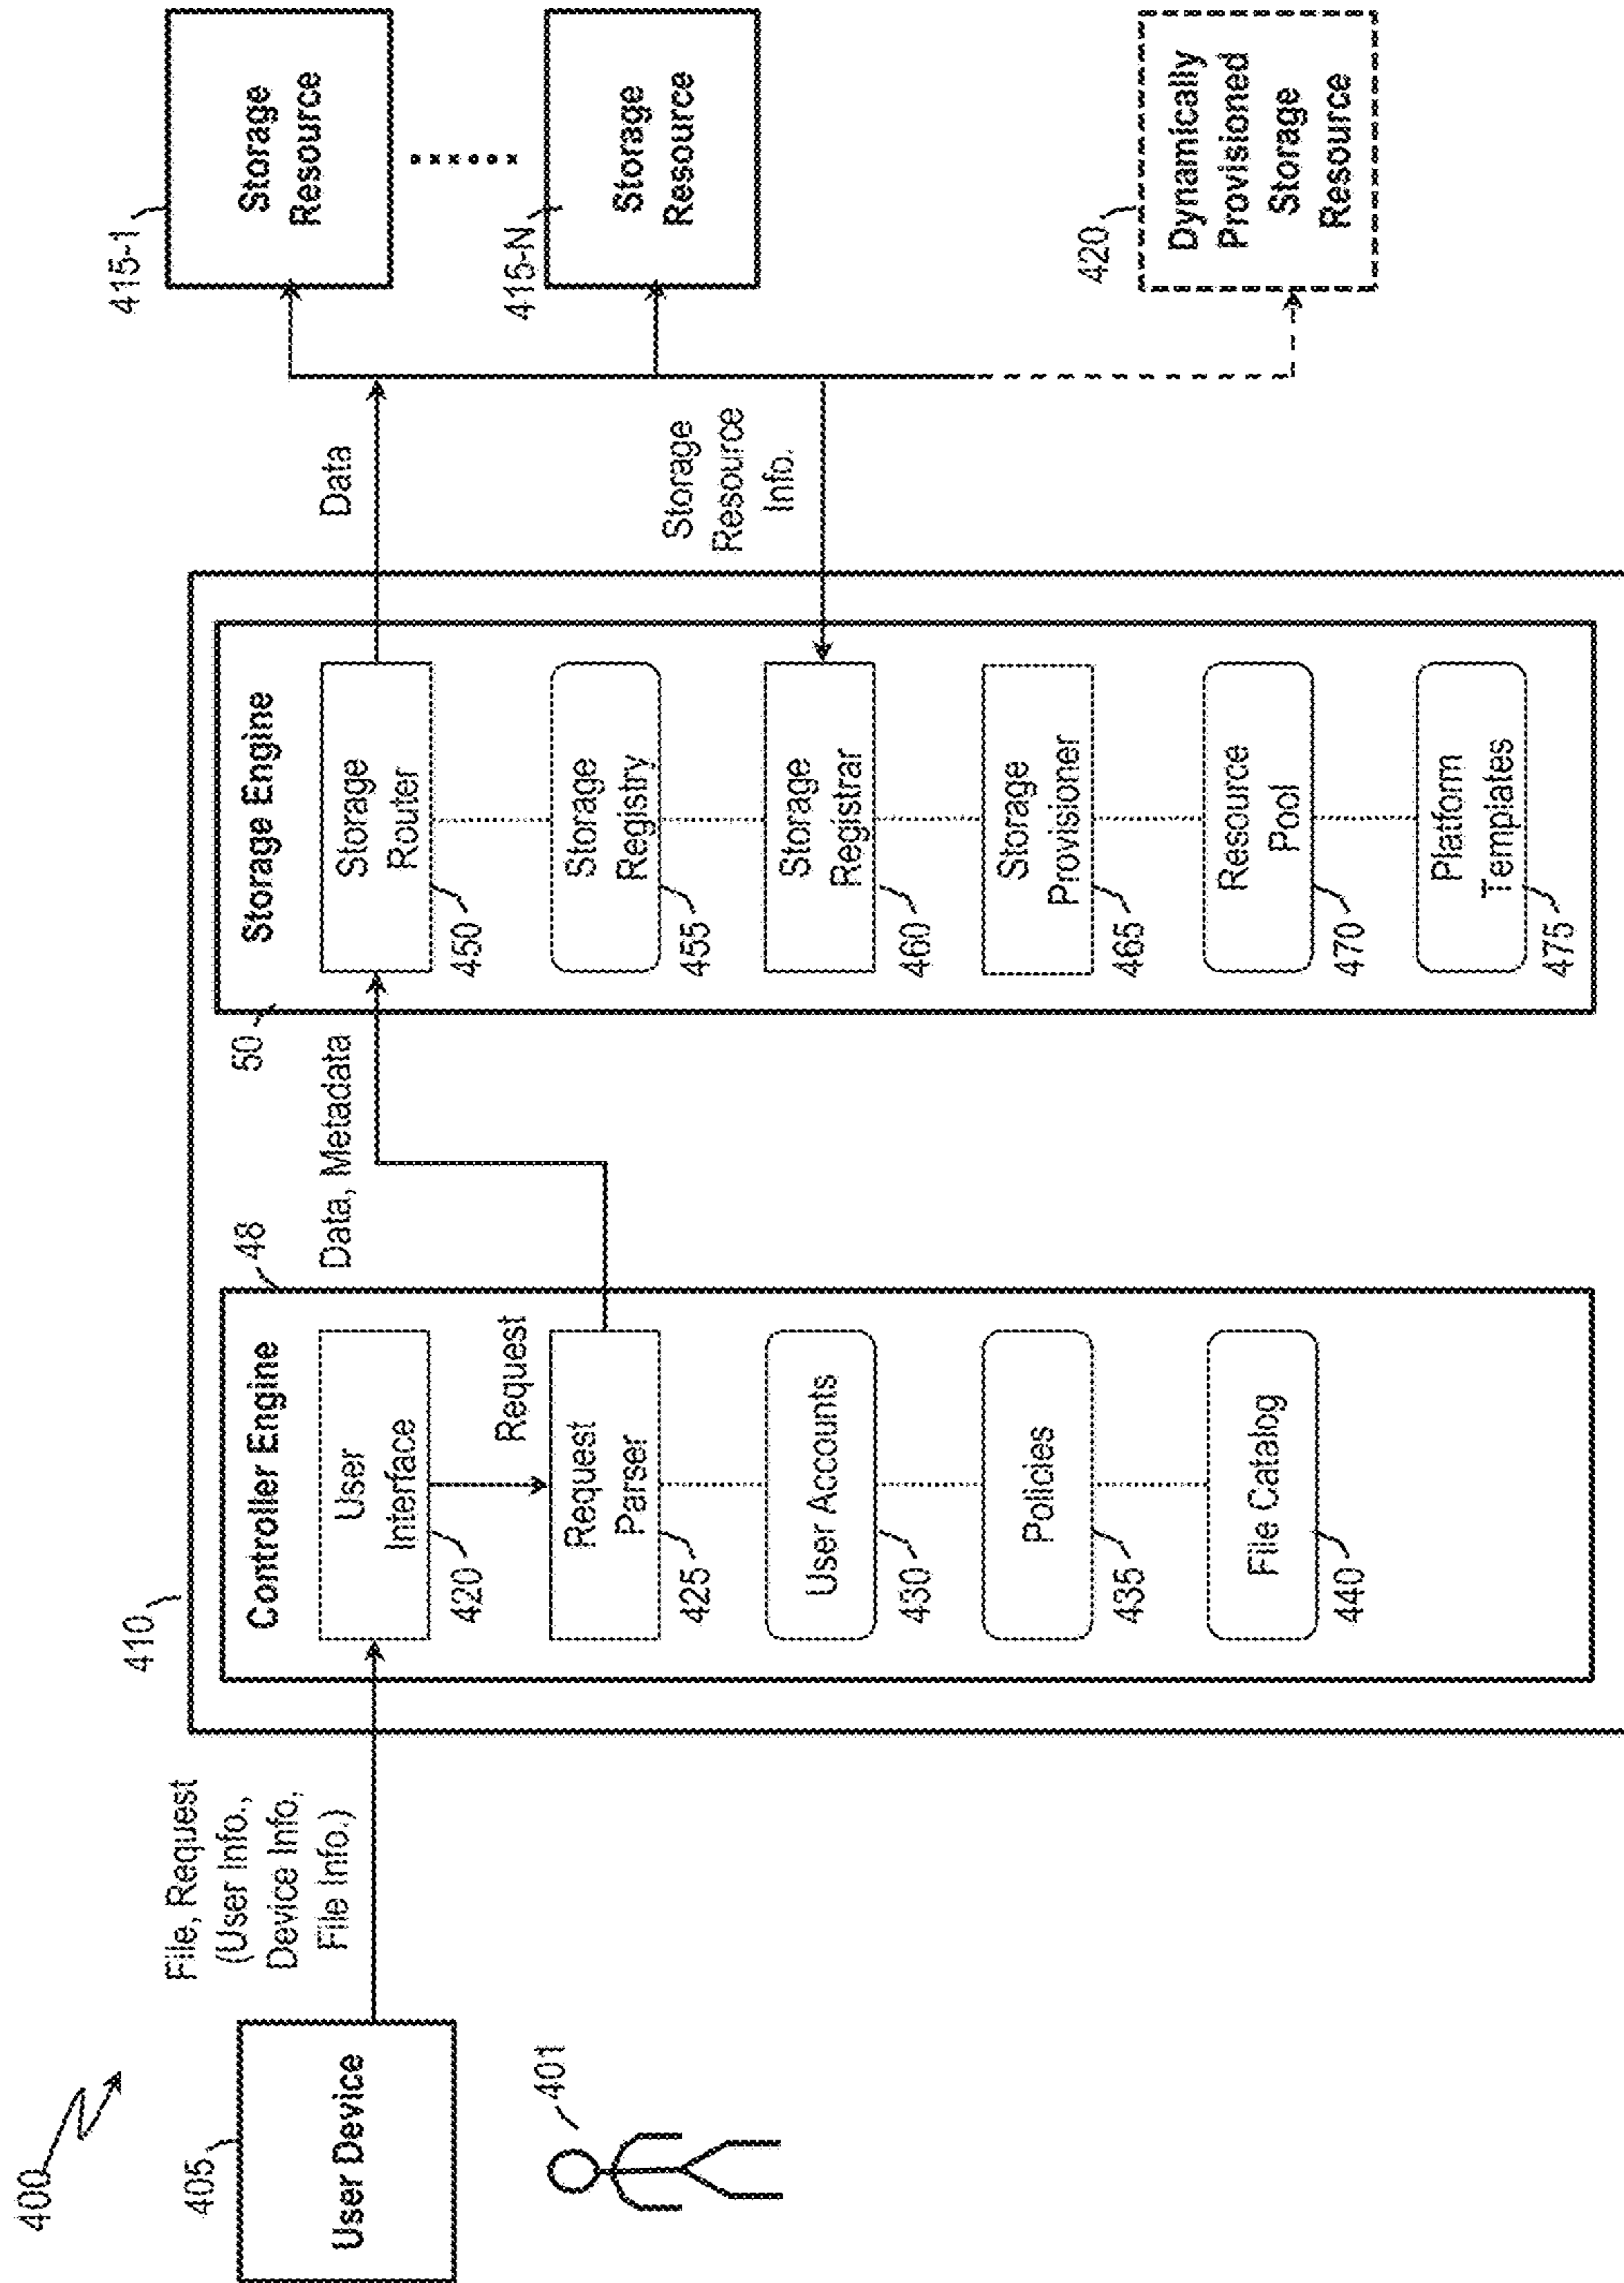 400
405
User Device
401
File, Request
(User Info.,
Device Info,
File Info.)
410
48
Controller Engine
User
Interface
420
Request
Request
Parser
425
User Accounts
430
Policies
435
File Catalog
440
Data, Metadata
50
Storage Engine
Storage
Router
450
Storage
Registry
455
Storage
Registrar
460
Storage
Provisioner
465
Resource
Pool
470
Platform
Templates
475
Data
Storage
Resource
Info.
415-1
Storage
Resource
415-N
Storage
Resource
420
Dynamically
Provisioned
Storage
Resource